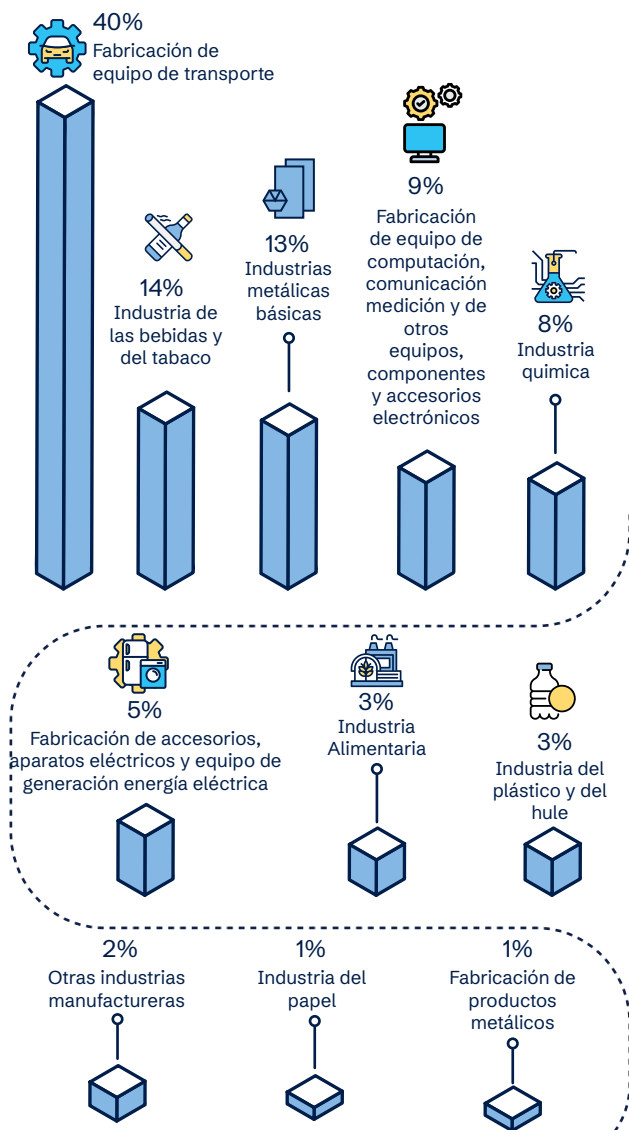 40%
Fabricación de
equipo de transporte
14%
Industria de
las bebidas y
del tabaco
13%
Industrias
metálicas
básicas
9%
Fabricación
de equipo de
computación,
comunicación
medición y de
otros
equipos,
componentes
y accesorios
electrónicos
8%
Industria
quimica
5%
Fabricación de accesorios,
aparatos eléctricos y equipo de
generación energía eléctrica
3%
Industria
Alimentaria
3%
Industria del
plástico y del
hule
2%
Otras industrias
manufactureras
1%
Industria del
papel
1%
Fabricación de
productos
metálicos